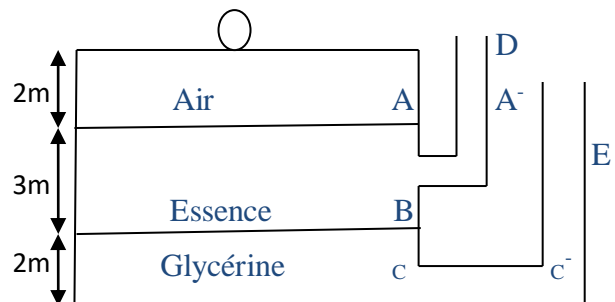 D
2m Air A A-
E
3m
Essence B
Glycérine C C-
2m